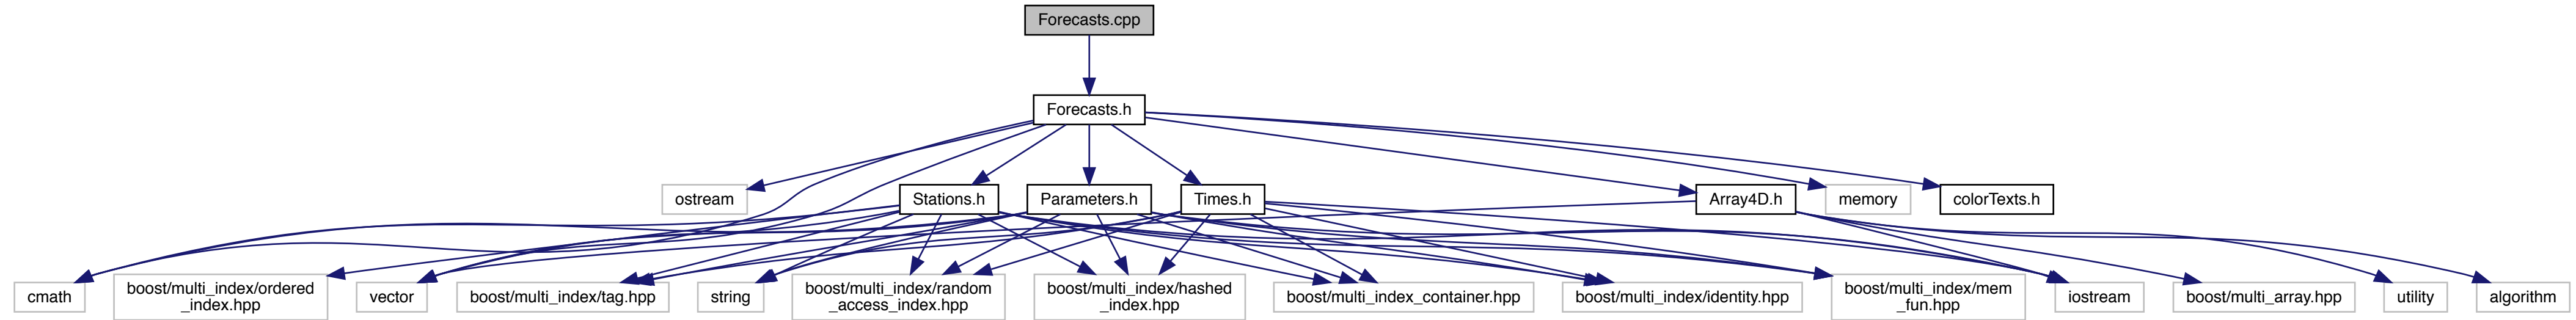 Forecasts.cpp
Forecasts.h
ostream
Stations.h
Parameters.h
Times.h
Array4D.h
memory
colorTexts.h
cmath
boost/multi_index/ordered
_index.hpp
vector
boost/multi_index/tag.hpp
string
boost/multi_index/random
_access_index.hpp
boost/multi_index/hashed
_index.hpp
boost/multi_index_container.hpp
boost/multi_index/identity.hpp
boost/multi_index/mem
_fun.hpp
iostream
boost/multi_array.hpp
utility
algorithm